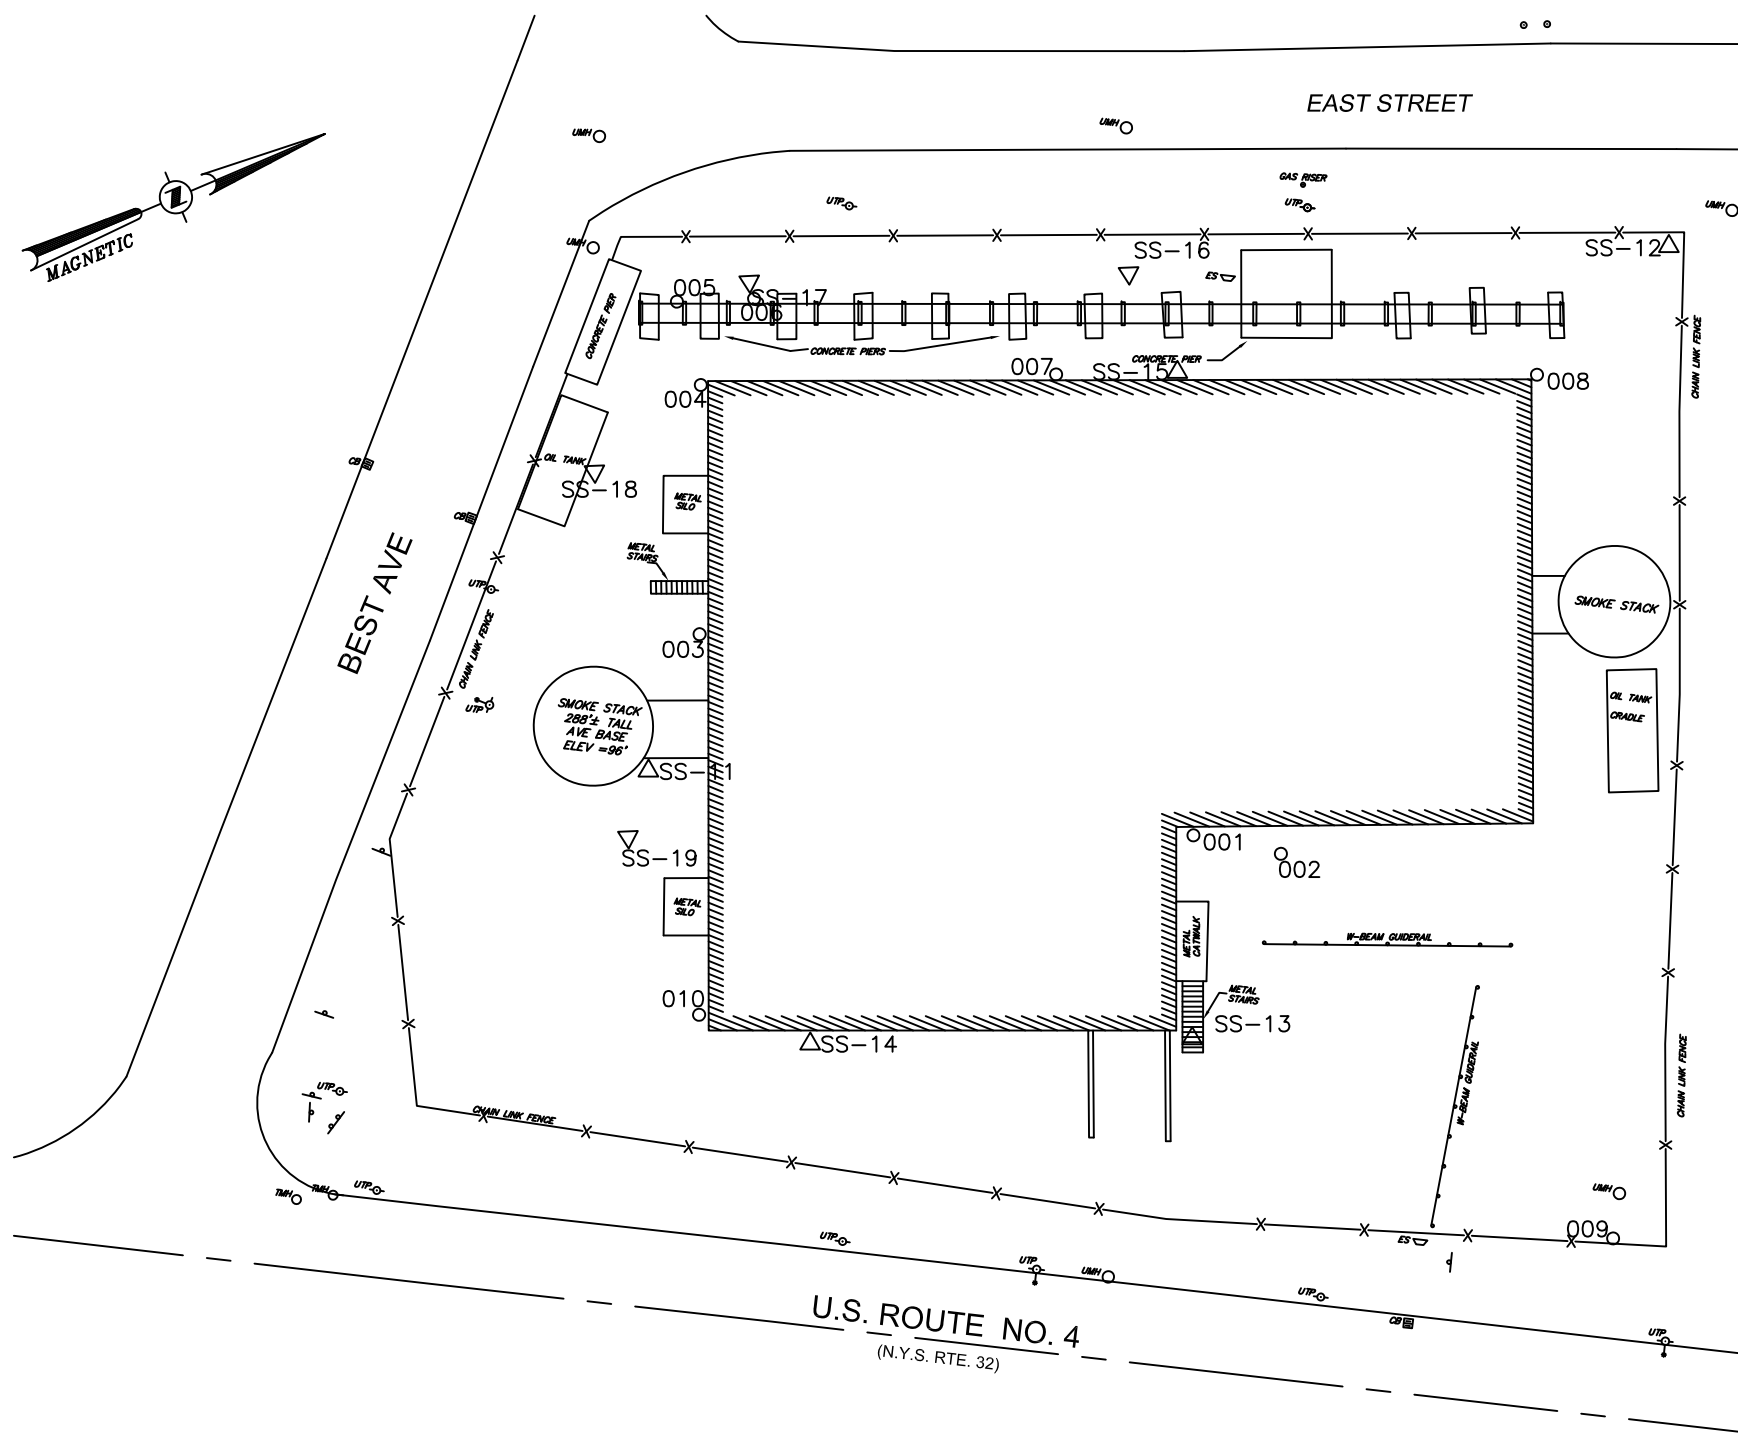 EAST STREET
UMH
UMH
GAS RISER
UTP
UTP
UMH
MAGNETIC
UMH
SS-16
SS-12
ES
005
SS-17
006
CONCRETE PIER
CONCRETE PIERS
CONCRETE PIER
CHAIN LINK FENCE
007
SS-15
008
004
CB
OIL TANK
SS-18
METAL
SILO
CB
METAL
STAIRS
BEST AVE
UTP
SMOKE STACK
CHAIN LINK FENCE
003
UTP
SMOKE STACK
288'± TALL
AVE BASE
ELEV =96'
OIL TANK
CRADLE
SS-11
001
SS-19
002
METAL
SILO
METAL
CATWALK
W-BEAM GUIDERAIL
010
METAL
STAIRS
SS-13
SS-14
W-BEAM GUIDERAIL
CHAIN LINK FENCE
UTP
CHAIN LINK FENCE
TMH
TMH
UTP
UMH
009
UTP
ES
UTP
UMH
UTP
U.S. ROUTE NO. 4
CB
(N.Y.S. RTE. 32)
UTP